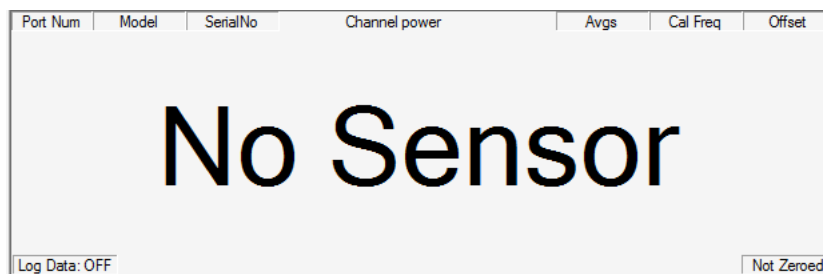 Port Num Model SerialNo Channel power Avgs Cal Freq Offset
No Sensor
Log Data: OFF Not Zeroed